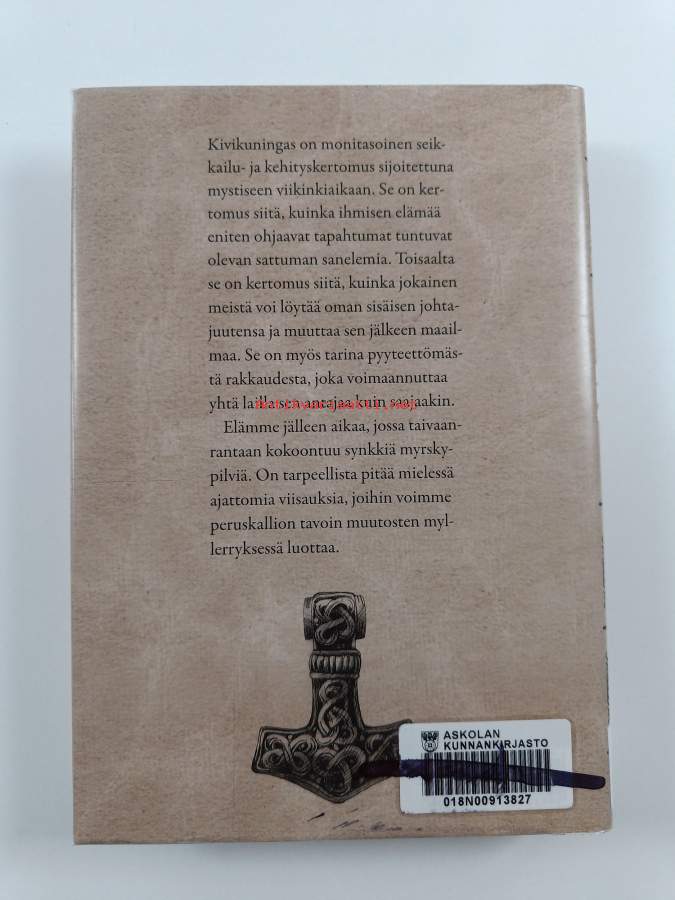 Kivikuningas on monitasoinen seik-
kailu- ja kehityskertomus sijoitettuna
mystiseen viikinkiaikaan. Se on ker-
tomus siitä, kuinka ihmisen elämää
eniten ohjaavat tapahtumat tuntuvat
olevan sattuman sanelemia. Toisaalta
se on kertomus siitä, kuinka jokainen
meistä voi löytää oman sisäisen johta-
juutensa ja muuttaa sen jälkeen maail-
maa. Se on myös tarina pyyteettömäs-
tä rakkaudesta, joka voimaannuttaa
yhtä laillaista antajaa kuin saajaakin.
Elämme jälleen aikaa, jossa taivaan-
rantaan kokoontuu synkkiä myrsky-
pilviä. On tarpeellista pitää mielessä
ajattomia viisauksia, joihin voimme
peruskallion tavoin muutosten myl-
lerryksessä luottaa.
ASKOLAN
KUNNANKIRJASTO
018N00913827